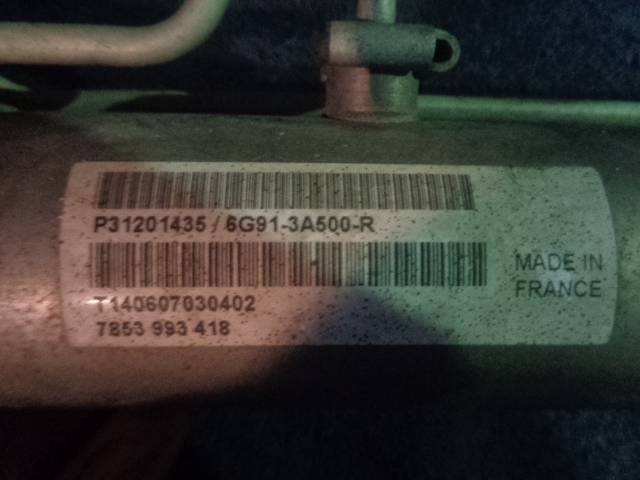 P31201435 / 6G91-3A500-R
T140607030402
7853 993 418
MADE IN
FRANCE